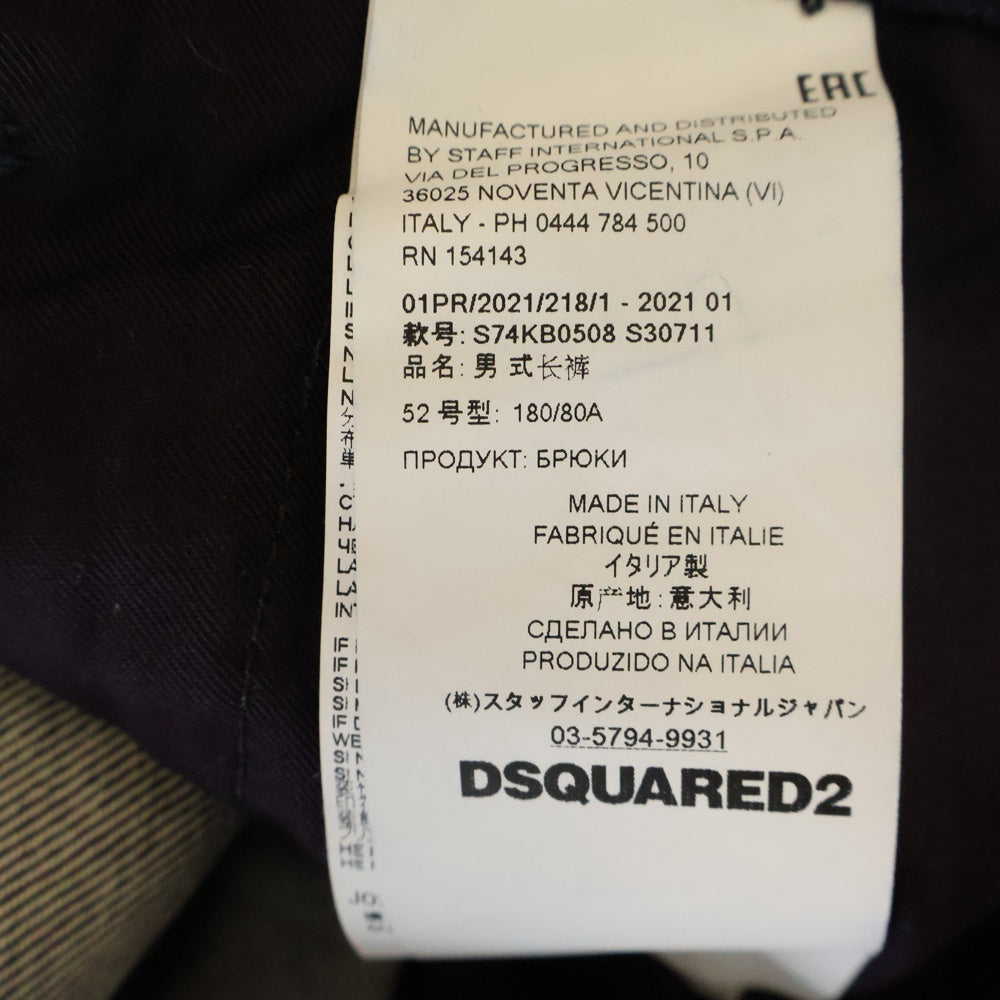 EAC
MANUFACTURED AND DISTRIBUTED
BY STAFF INTERNATIONAL S.P.A.
VIA DEL PROGRESSO, 10
36025 NOVENTA VICENTINA (VI)
ITALY - PH 0444 784 500
RN 154143
01PR/2021/218/1 - 2021 01
款号: S74KB0508 S30711
品名: 男 式长裤
52 号型: 180/80A
ПРОДУКТ: БРЮКИ
MADE IN ITALY
FABRIQUÉ EN ITALIE
イタリア製
原产地: 意大利
СДЕЛАНО В ИТАЛИИ
PRODUZIDO NA ITALIA
(株)スタッフインターナショナルジャパン
03-5794-9931
DSQUARED2